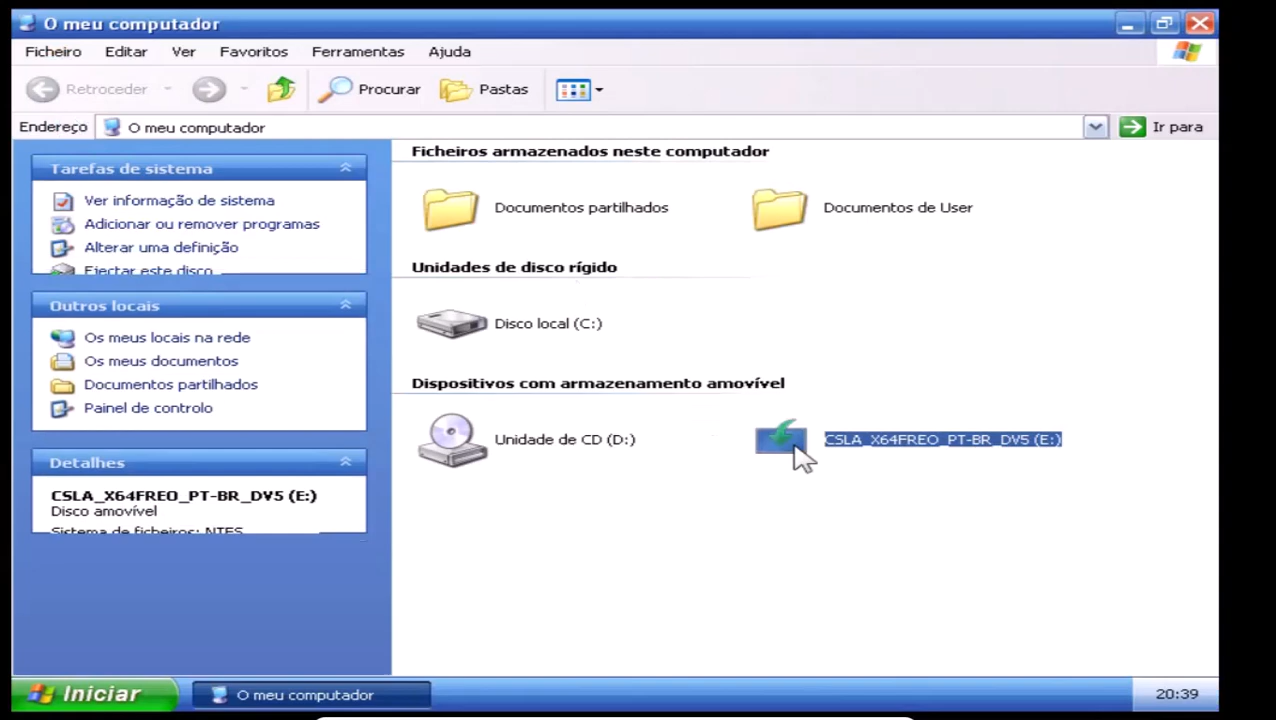 O meu computador
Ficheiro Editar Ver Favoritos Ferramentas Ajuda
Retroceder Procurar Pastas
Endereço O meu computador Ir para
Tarefas de sistema
Ver informação de sistema
Adicionar ou remover programas
Alterar uma definição
Ejectar este disco
Outros locais
Os meus locais na rede
Os meus documentos
Documentos partilhados
Painel de controlo
Detalhes
CSLA_X64FREO_PT-BR_DV5 (E:)
Disco amovível
Sistema de ficheiros: NTFS
Ficheiros armazenados neste computador
Documentos partilhados Documentos de User
Unidades de disco rígido
Disco local (C:)
Dispositivos com armazenamento amovível
Unidade de CD (D:) CSLA_X64FREO_PT-BR_DV5 (E:)
Iniciar O meu computador 20:39